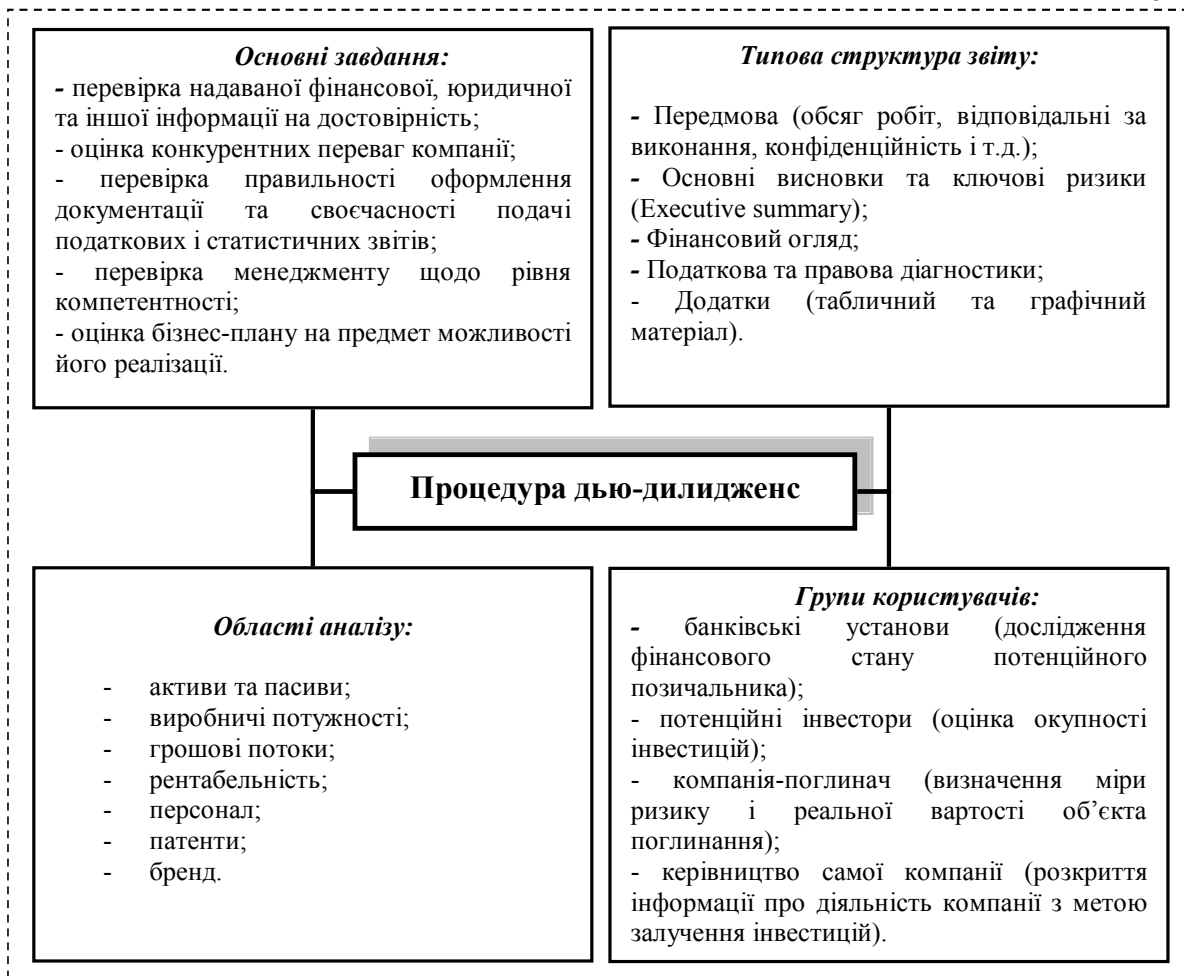 Основні завдання:
- перевірка надаваної фінансової, юридичної
та іншої інформації на достовірність;
- оцінка конкурентних переваг компанії;
- перевірка правильності оформлення
документації та своєчасності подачі
податкових і статистичних звітів;
- перевірка менеджменту щодо рівня
компетентності;
- оцінка бізнес-плану на предмет можливості
його реалізації.
Типова структура звіту:
- Передмова (обсяг робіт, відповідальні за
виконання, конфіденційність і т.д.);
- Основні висновки та ключові ризики
(Executive summary);
- Фінансовий огляд;
- Податкова та правова діагностики;
- Додатки (табличний та графічний
матеріал).
Процедура дью-дилидженс
Області аналізу:
- активи та пасиви;
- виробничі потужності;
- грошові потоки;
- рентабельність;
- персонал;
- патенти;
- бренд.
Групи користувачів:
- банківські установи (дослідження
фінансового стану потенційного
позичальника);
- потенційні інвестори (оцінка окупності
інвестицій);
- компанія-поглинач (визначення міри
ризику і реальної вартості об’єкта
поглинання);
- керівництво самої компанії (розкриття
інформації про діяльність компанії з метою
залучення інвестицій).